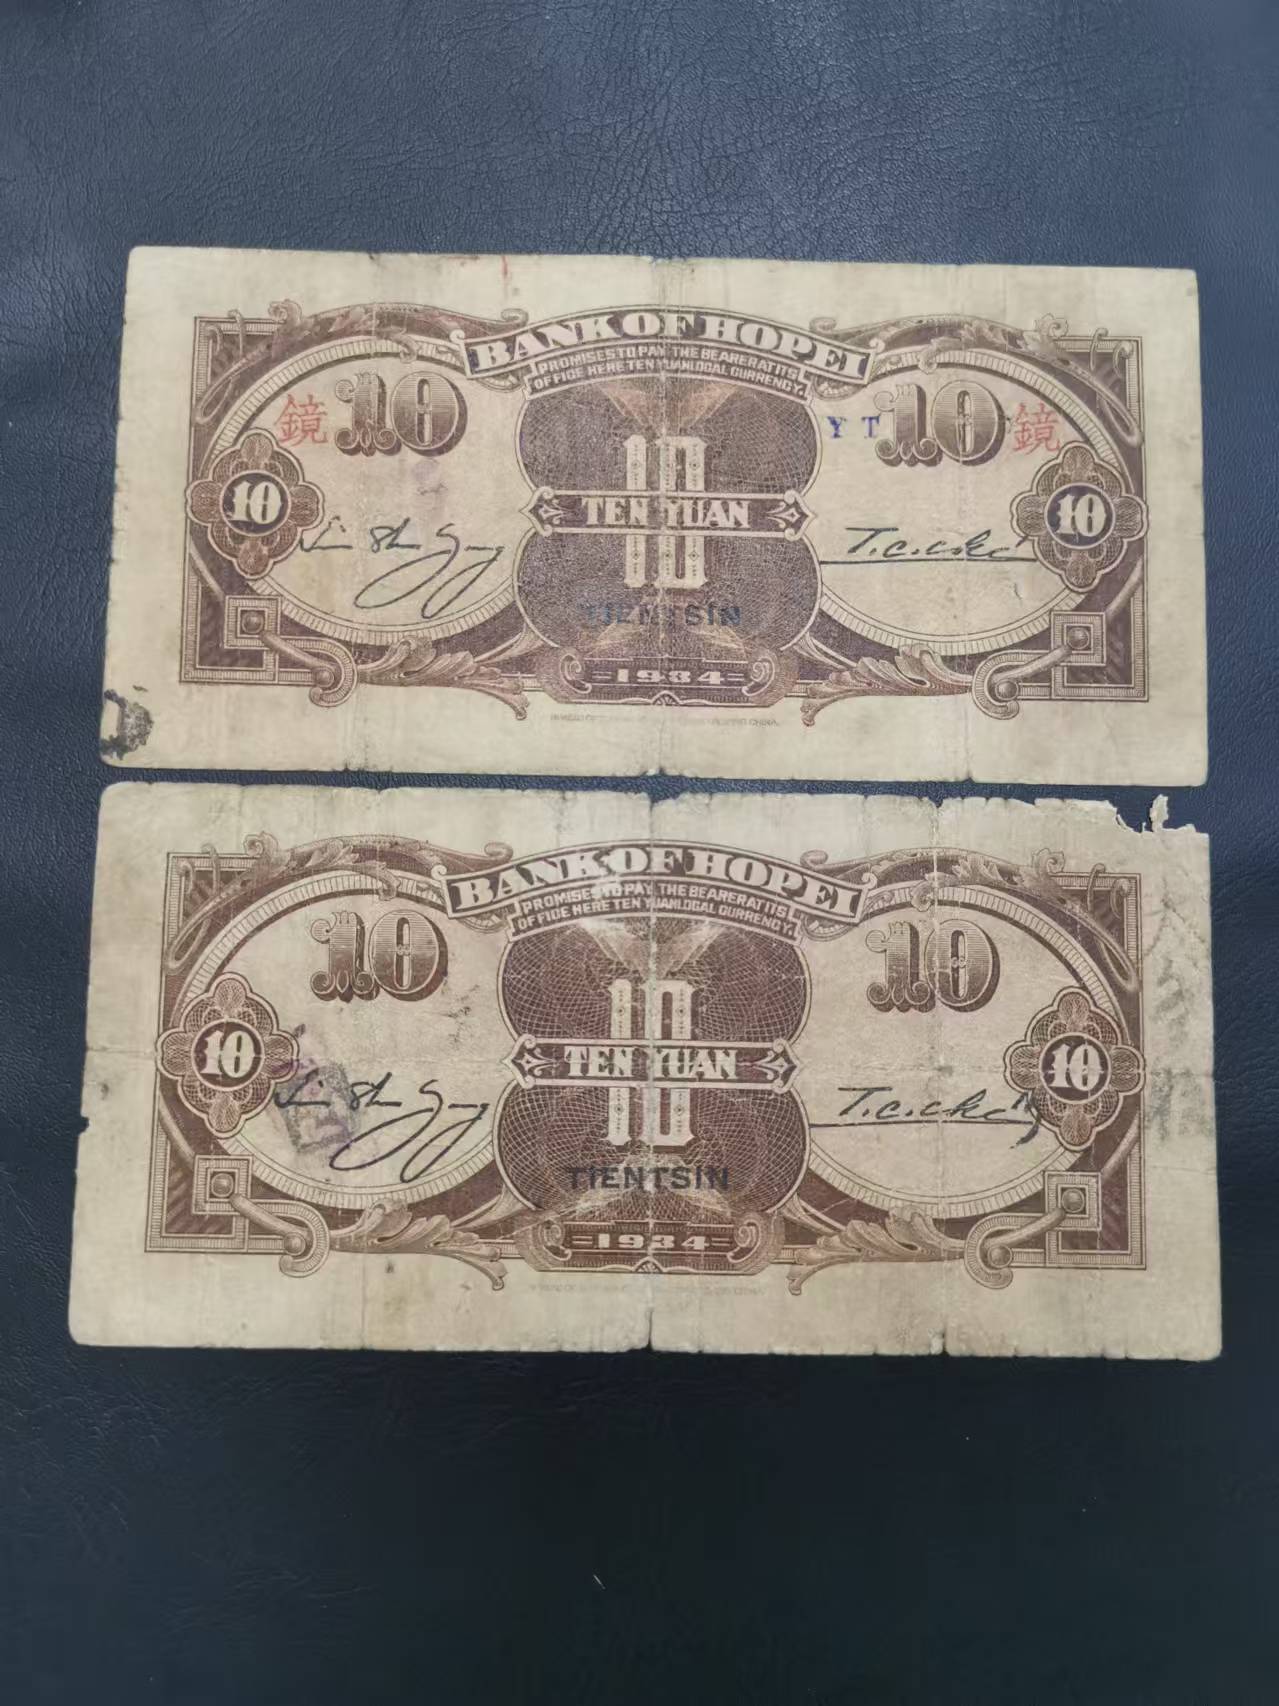 BANK OF HOPEI
PROMISES TO PAY THE BEARER AT ITS
OFFICE HERE TEN YUAN LOCAL CURRENCY.
鏡 10 10 YT 10 鏡
10 TEN YUAN 10
T.C.
TIENTSIN
1934
BANK OF HOPEI
PROMISES TO PAY THE BEARER AT ITS
OFFICE HERE TEN YUAN LOCAL CURRENCY.
10 10 10
10 TEN YUAN 10
T.C.
TIENTSIN
1934